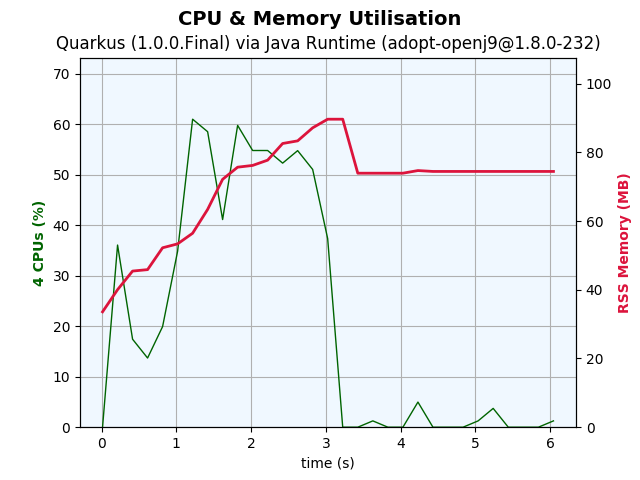 CPU & Memory Utilisation
Quarkus (1.0.0.Final) via Java Runtime (adopt-openj9@1.8.0-232)
70
60
50
40
30
20
10
0
4 CPUs (%)
100
80
60
40
20
0
RSS Memory (MB)
0 1 2 3 4 5 6
time (s)